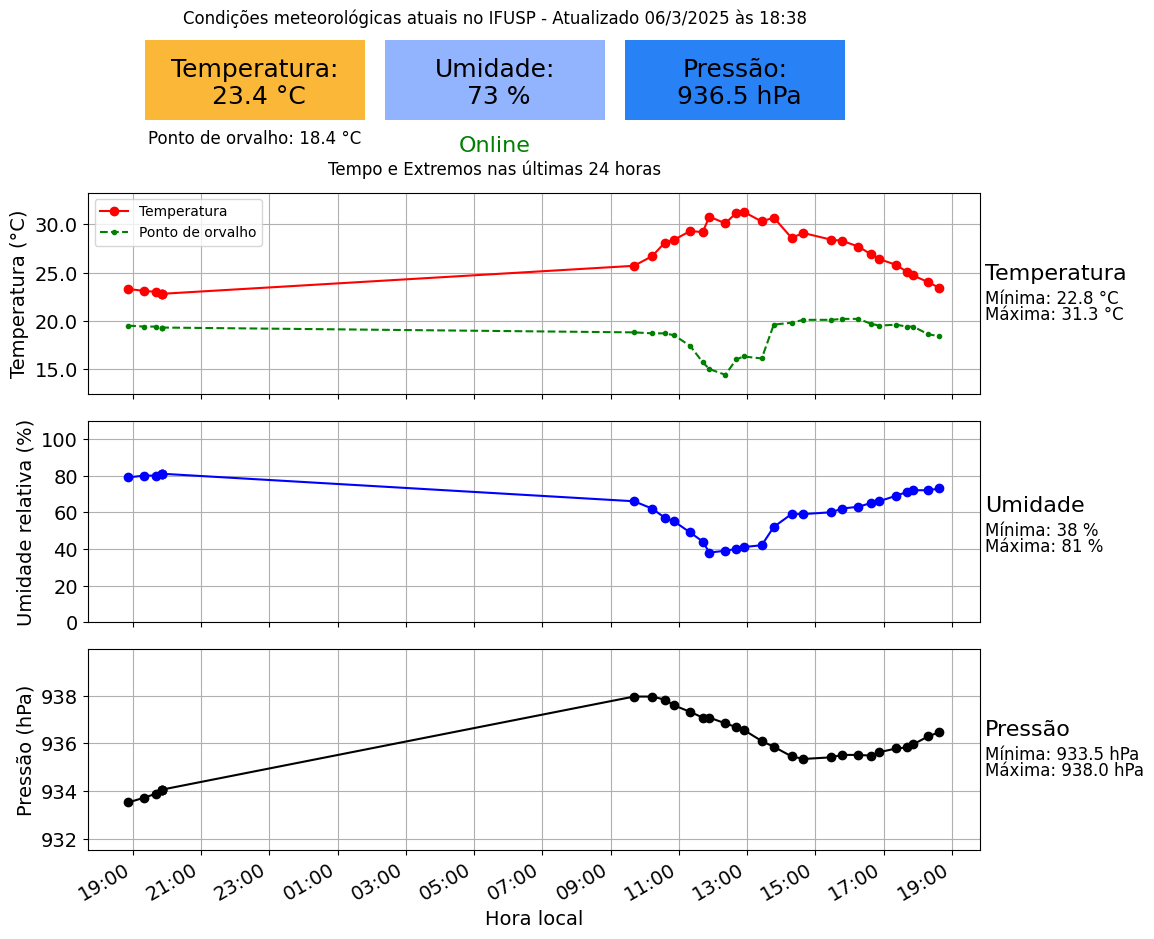 Condições meteorológicas atuais no IFUSP - Atualizado 06/3/2025 às 18:38
Temperatura:
23.4 °C
Umidade:
73 %
Pressão:
936.5 hPa
Ponto de orvalho: 18.4 °C
Online
Tempo e Extremos nas últimas 24 horas
Temperatura (°C)
30.0
25.0
20.0
15.0
Temperatura
Ponto de orvalho
Temperatura
Mínima: 22.8 °C
Máxima: 31.3 °C
Umidade relativa (%)
100
80
60
40
20
0
Umidade
Mínima: 38 %
Máxima: 81 %
Pressão (hPa)
938
936
934
932
Pressão
Mínima: 933.5 hPa
Máxima: 938.0 hPa
19:00 21:00 23:00 01:00 03:00 05:00 07:00 09:00 11:00 13:00 15:00 17:00 19:00
Hora local